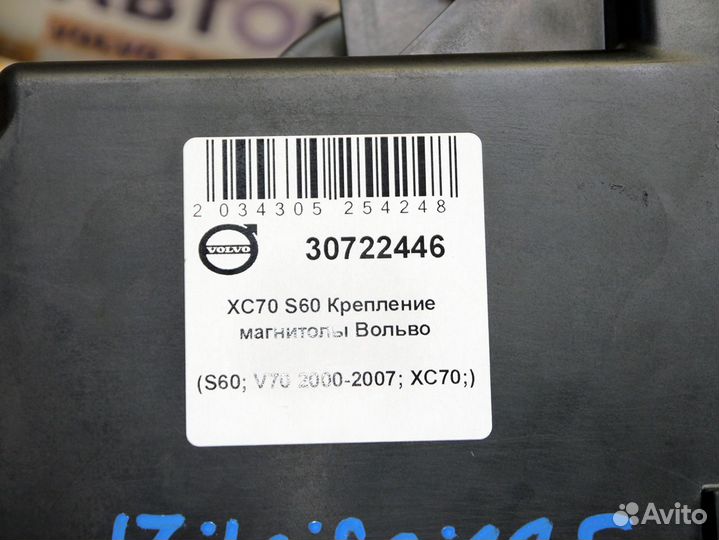 2 034305 254248
VOLVO
30722446
XC70 S60 Крепление
магнитолы Вольво
(S60; V70 2000-2007; XC70;)
Avito